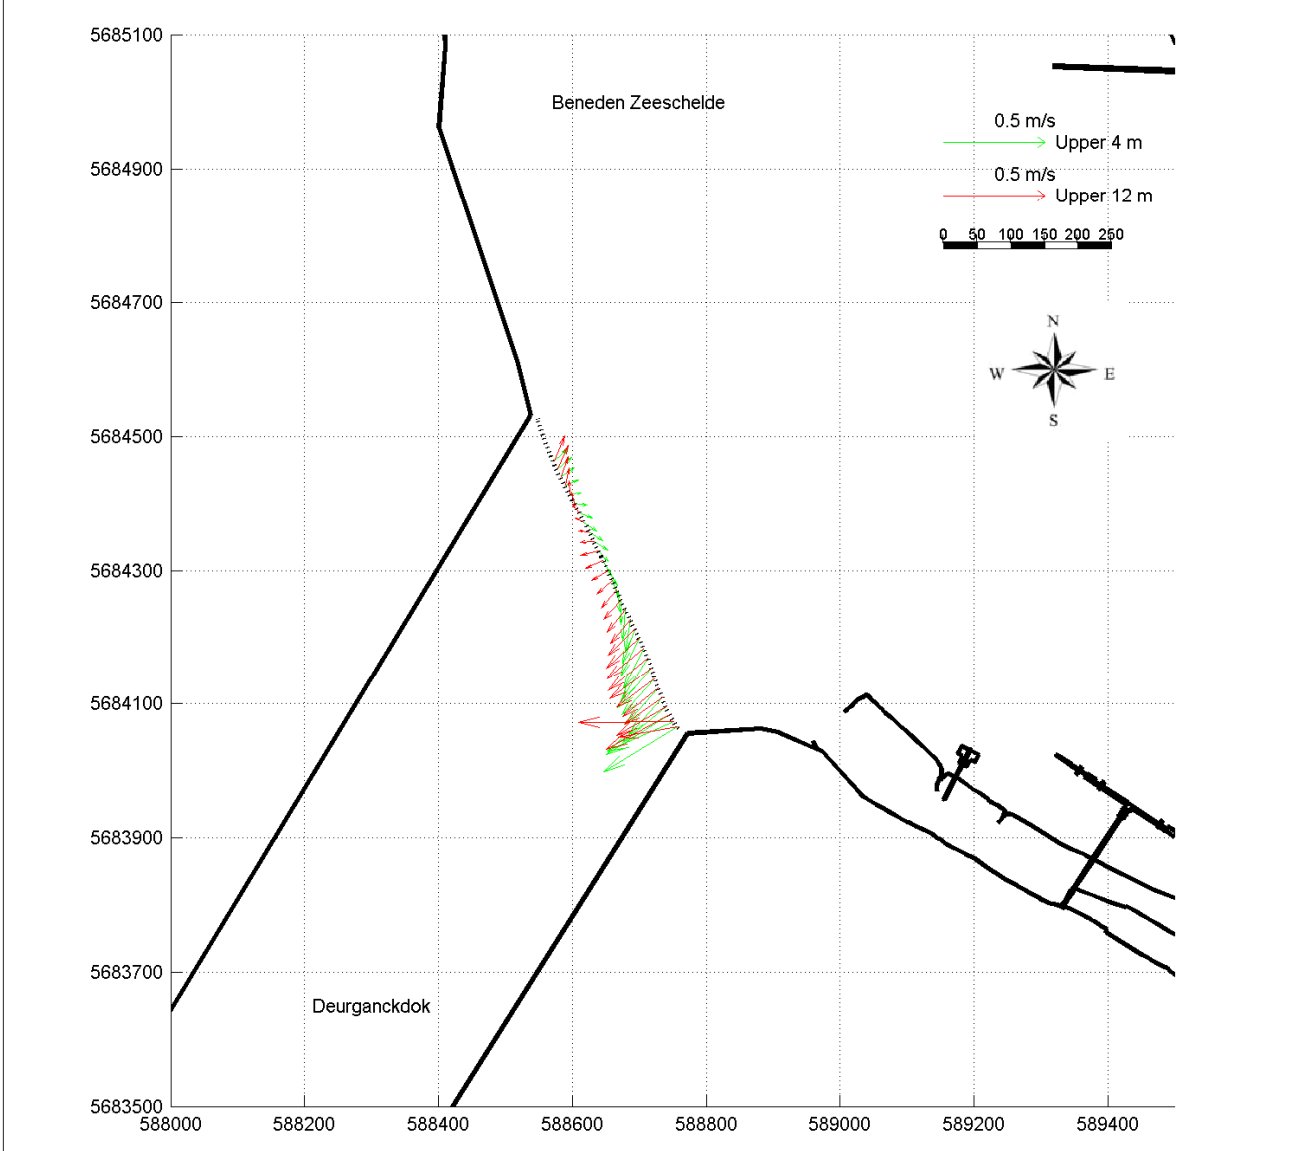 5685100
Beneden Zeeschelde
0.5 m/s
Upper 4 m
5684900
0.5 m/s
Upper 12 m
0 50 100 150 200 250
5684700
N
W E
S
5684500
5684300
5684100
5683900
5683700
Deurganckdok
5683500
588000 588200 588400 588600 588800 589000 589200 589400